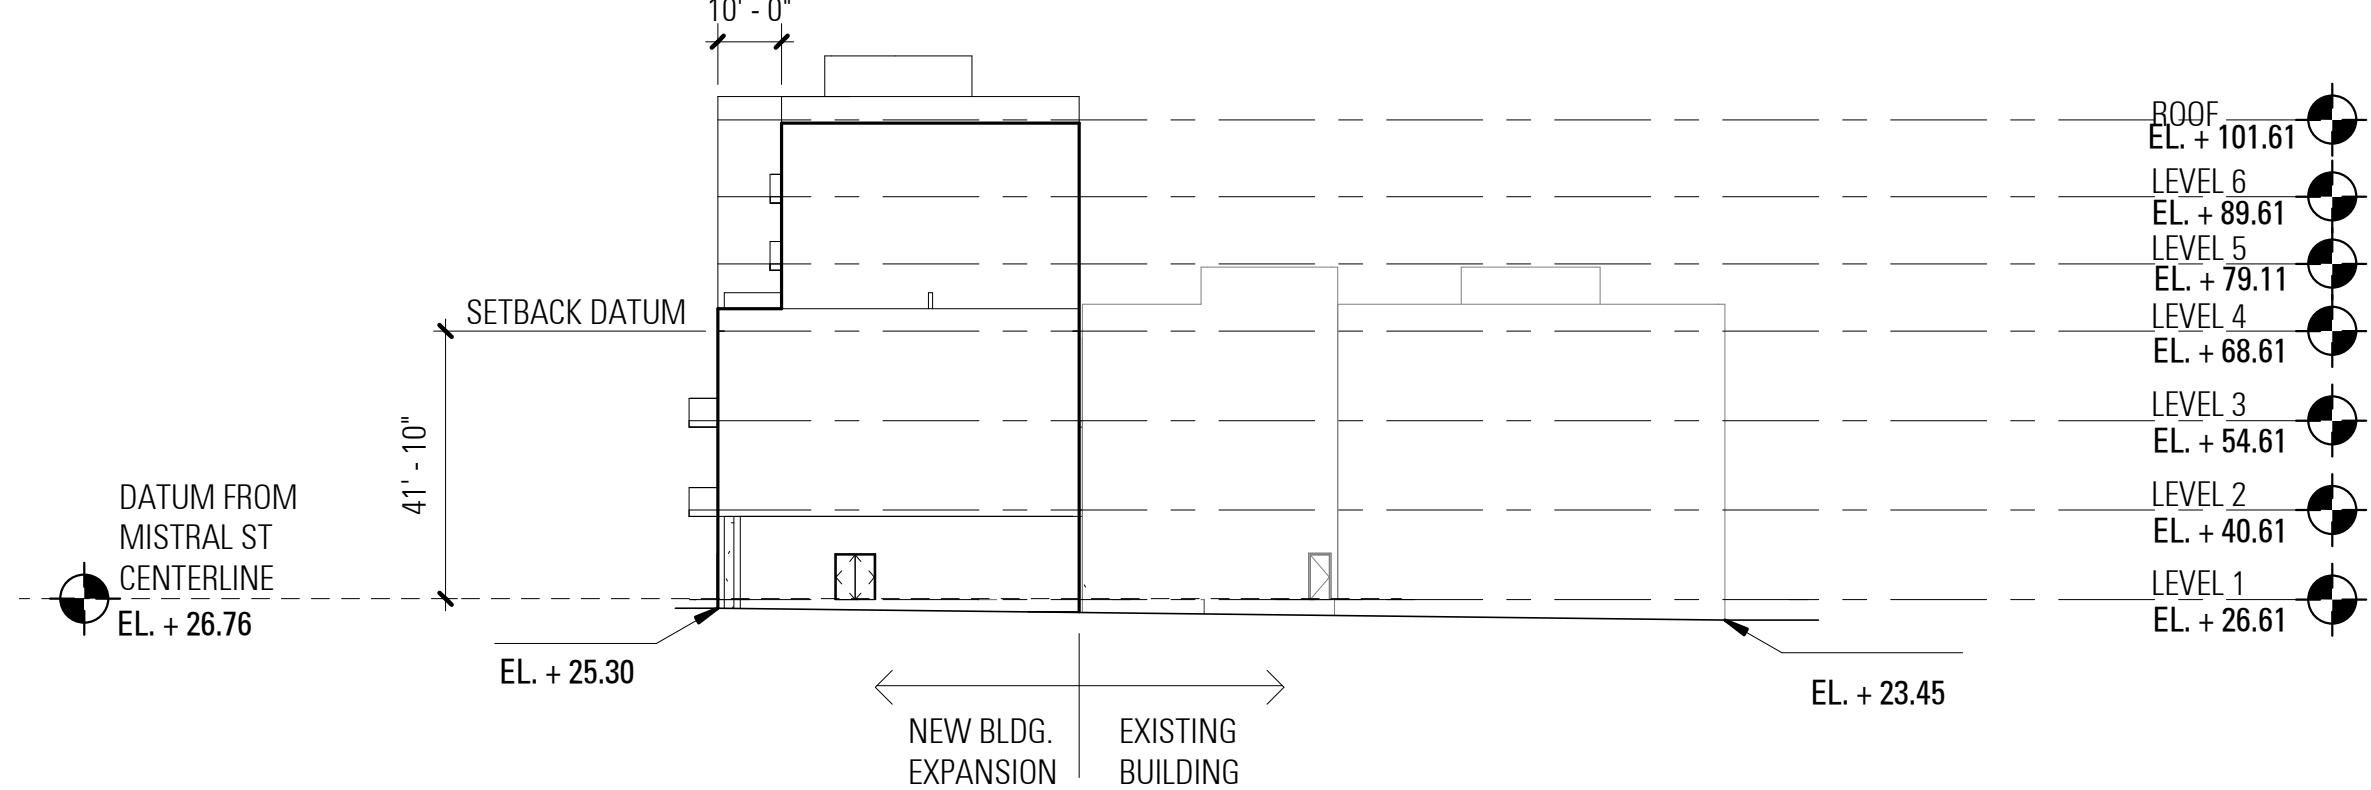 10' - 0"
ROOF
EL. + 101.61
LEVEL 6
EL. + 89.61
LEVEL 5
EL. + 79.11
SETBACK DATUM
LEVEL 4
EL. + 68.61
LEVEL 3
EL. + 54.61
41' - 10"
LEVEL 2
EL. + 40.61
DATUM FROM
MISTRAL ST
CENTERLINE
EL. + 26.76
LEVEL 1
EL. + 26.61
EL. + 25.30
EL. + 23.45
NEW BLDG.
EXPANSION
EXISTING
BUILDING